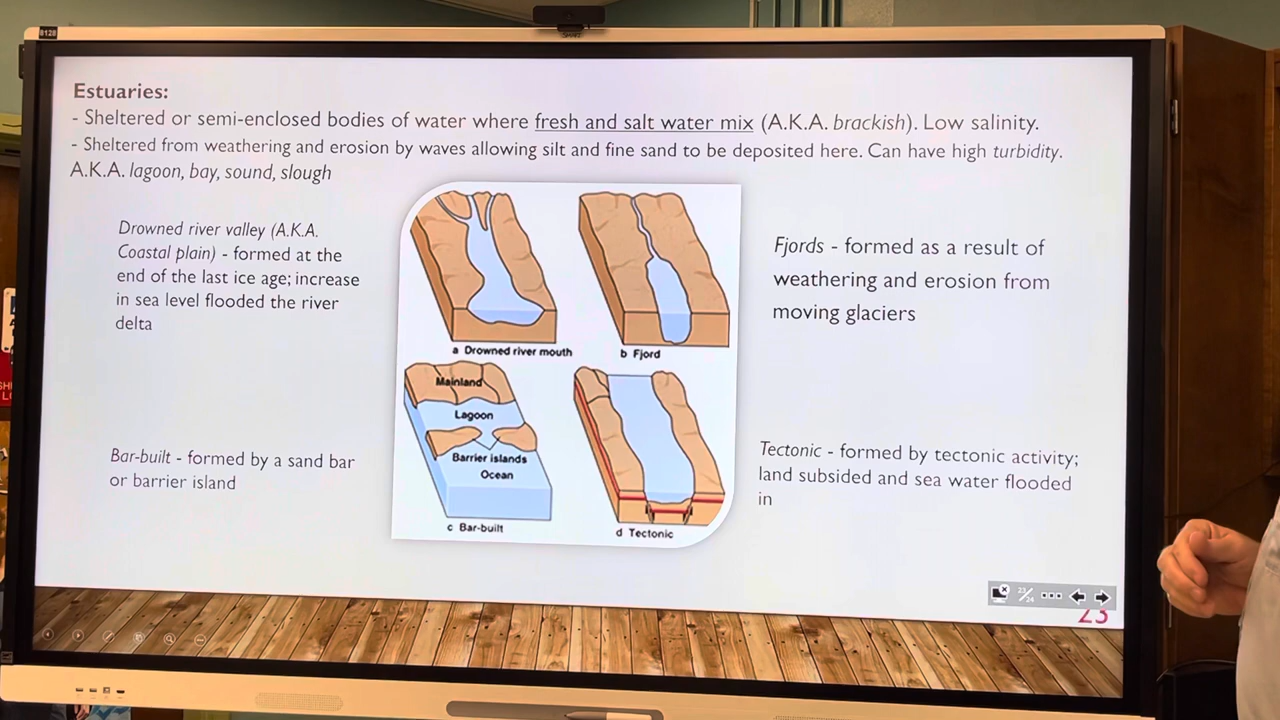 8128
SMART
Estuaries:
- Sheltered or semi-enclosed bodies of water where fresh and salt water mix (A.K.A. brackish). Low salinity.
- Sheltered from weathering and erosion by waves allowing silt and fine sand to be deposited here. Can have high turbidity.
A.K.A. lagoon, bay, sound, slough
Drowned river valley (A.K.A.
Coastal plain) - formed at the
end of the last ice age; increase
in sea level flooded the river
delta
Fjords - formed as a result of
weathering and erosion from
moving glaciers
a Drowned river mouth
b Fjord
Mainland
Lagoon
Barrier islands
Ocean
c Bar-built
d Tectonic
Bar-built - formed by a sand bar
or barrier island
Tectonic - formed by tectonic activity;
land subsided and sea water flooded
in
23/24
23